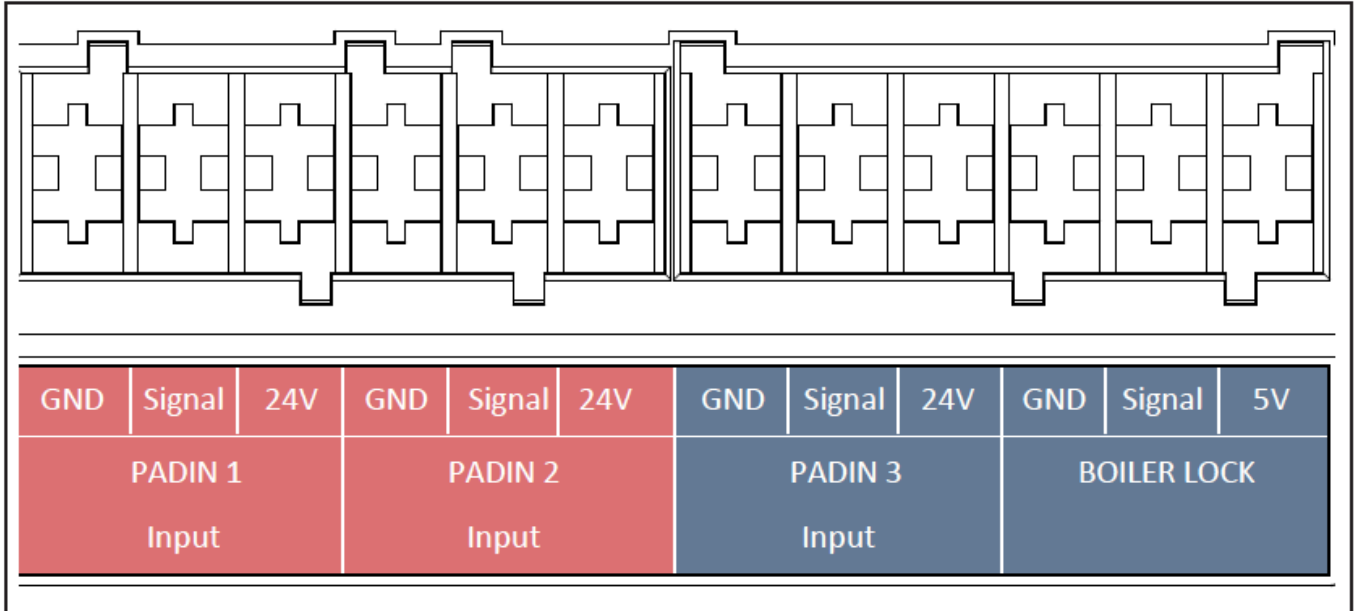 GND Signal 24V GND Signal 24V GND Signal 24V GND Signal 5V
PADIN 1 PADIN 2 PADIN 3 BOILER LOCK
Input Input Input